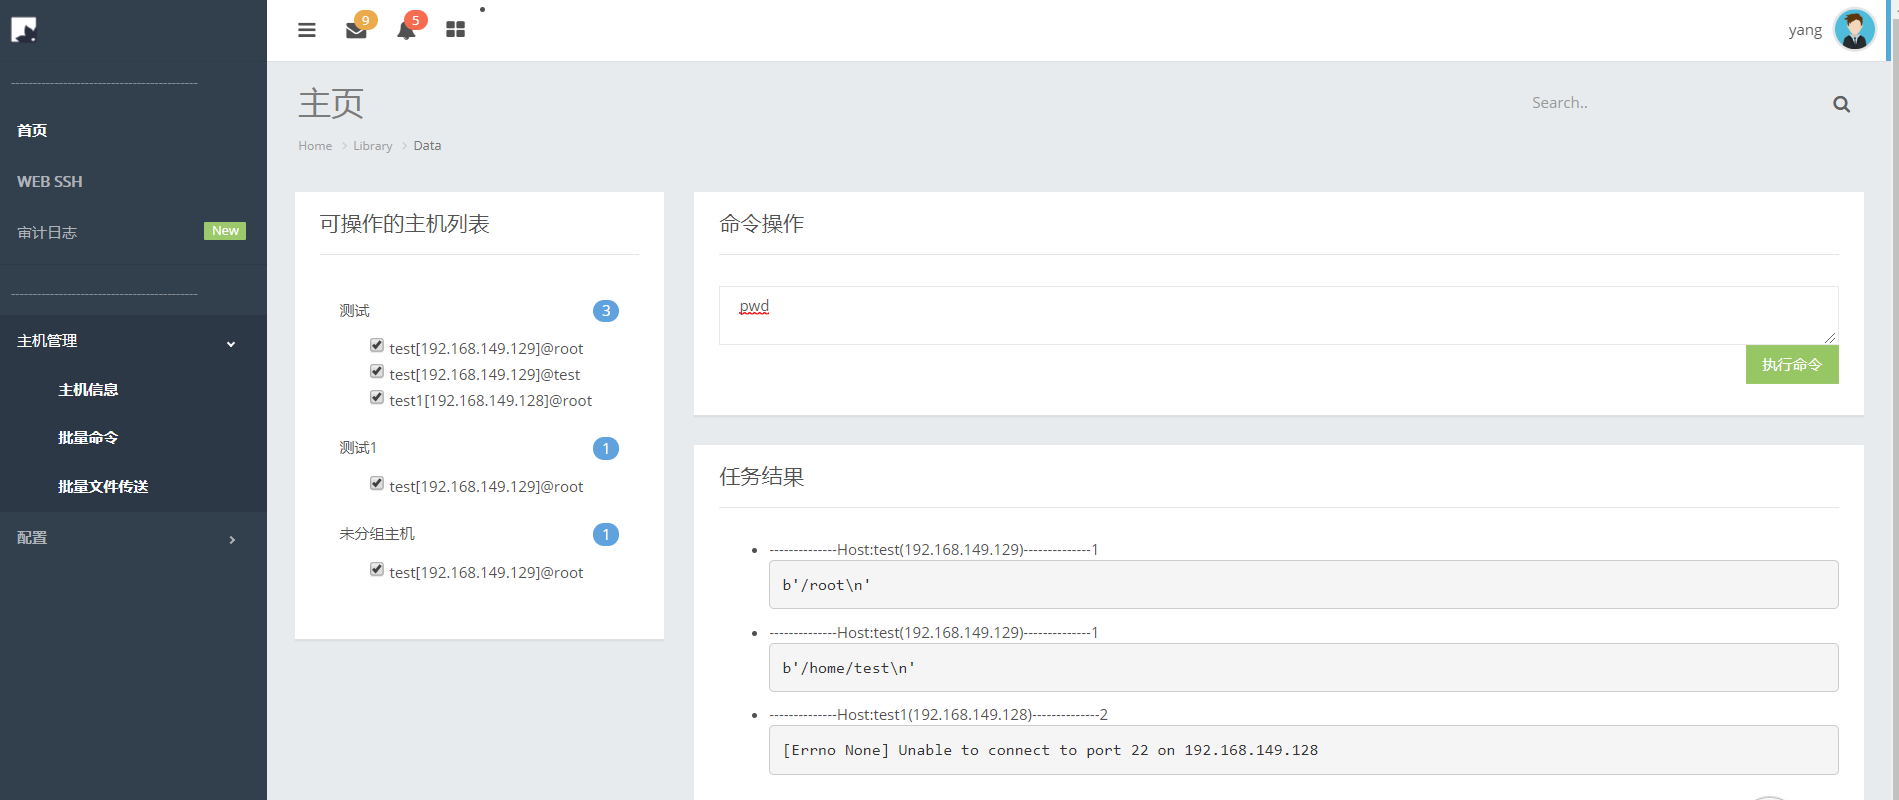 9
5
yang
--------------------------------------------
首页
WEB SSH
审计日志
New
--------------------------------------------
主机管理
主机信息
批量命令
批量文件传送
配置
主页
Search..
Home
Library
Data
可操作的主机列表
测试
3
test[192.168.149.129]@root
test[192.168.149.129]@test
test1[192.168.149.128]@root
测试1
1
test[192.168.149.129]@root
未分组主机
1
test[192.168.149.129]@root
命令操作
pwd
执行命令
任务结果
--------------Host:test(192.168.149.129)--------------1
b'/root\n'
--------------Host:test(192.168.149.129)--------------1
b'/home/test\n'
--------------Host:test1(192.168.149.128)--------------2
[Errno None] Unable to connect to port 22 on 192.168.149.128